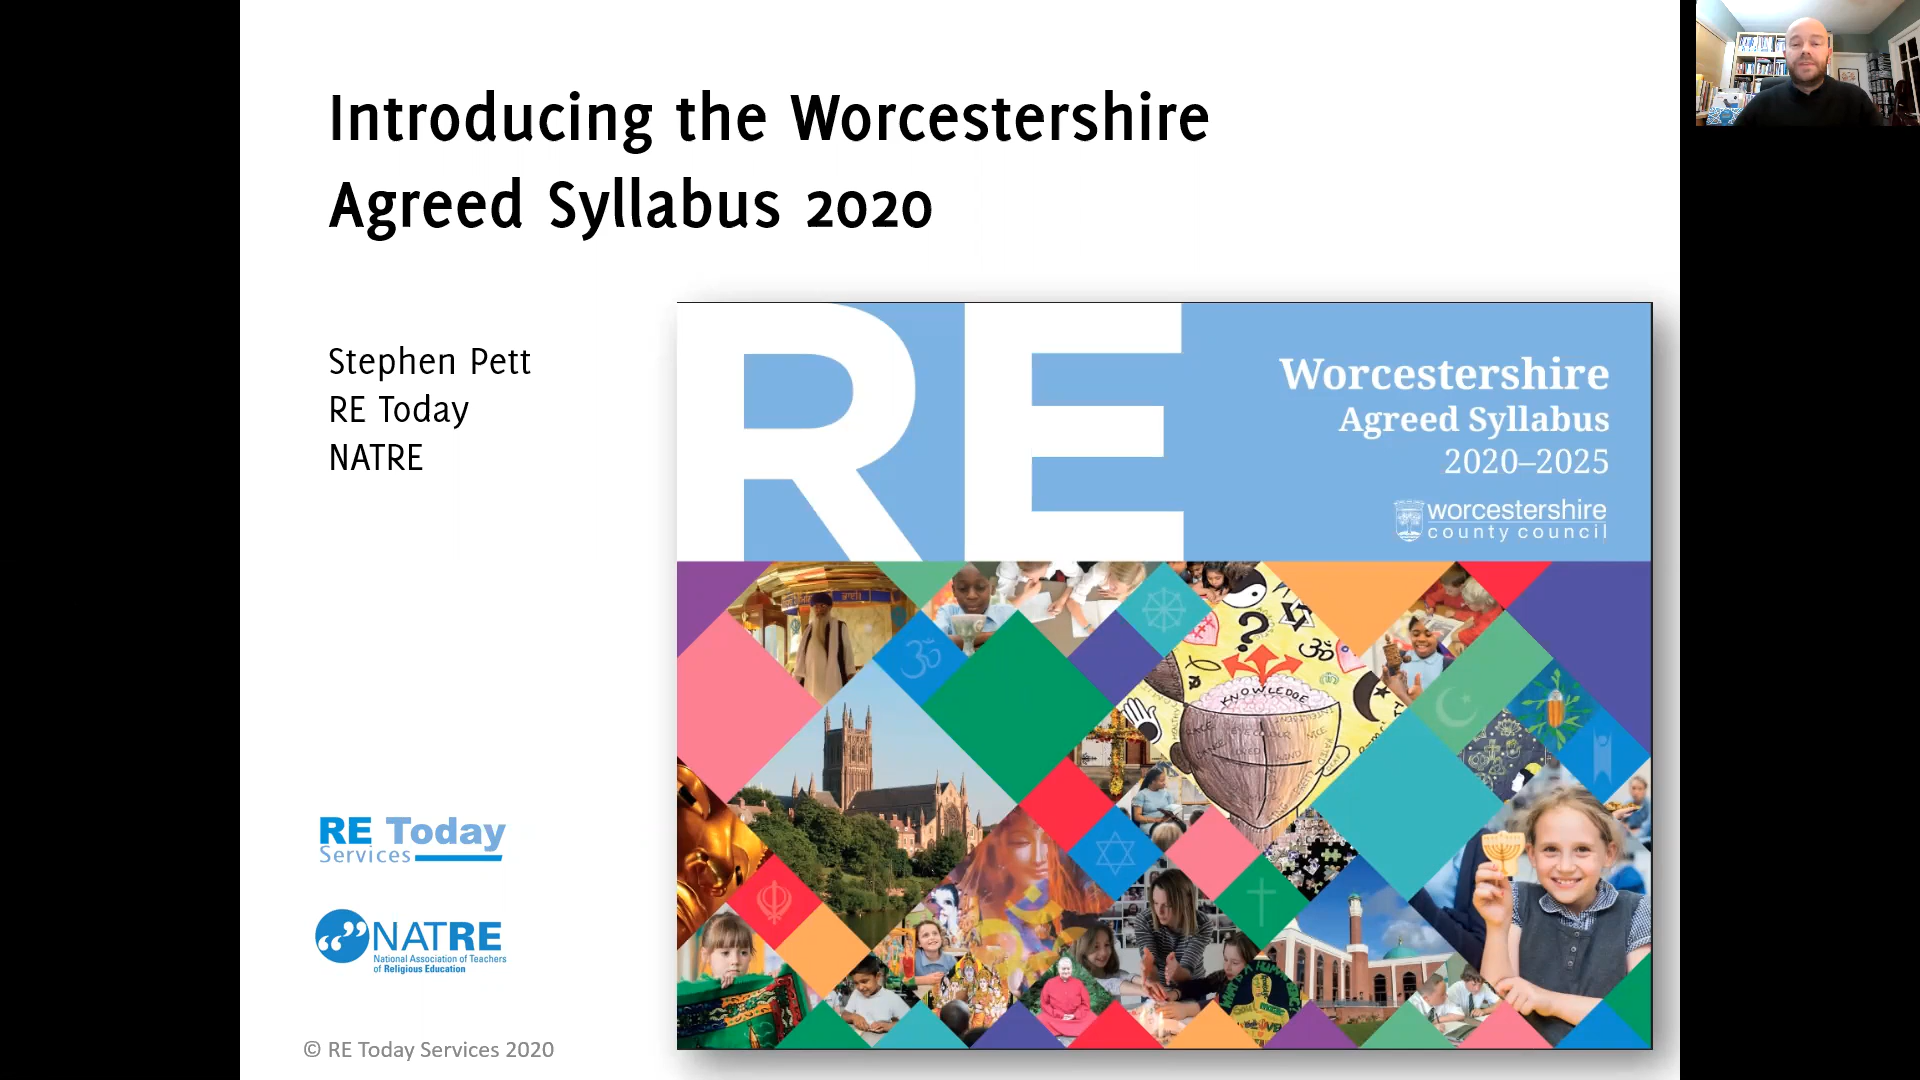 Introducing the Worcestershire
Agreed Syllabus 2020
Stephen Pett
RE Today
NATRE
RE
Worcestershire
Agreed Syllabus
2020–2025
worcestershire
county council
KNOWLEDGE
RE Today
Services
NATRE
National Association of Teachers
of Religious Education
© RE Today Services 2020